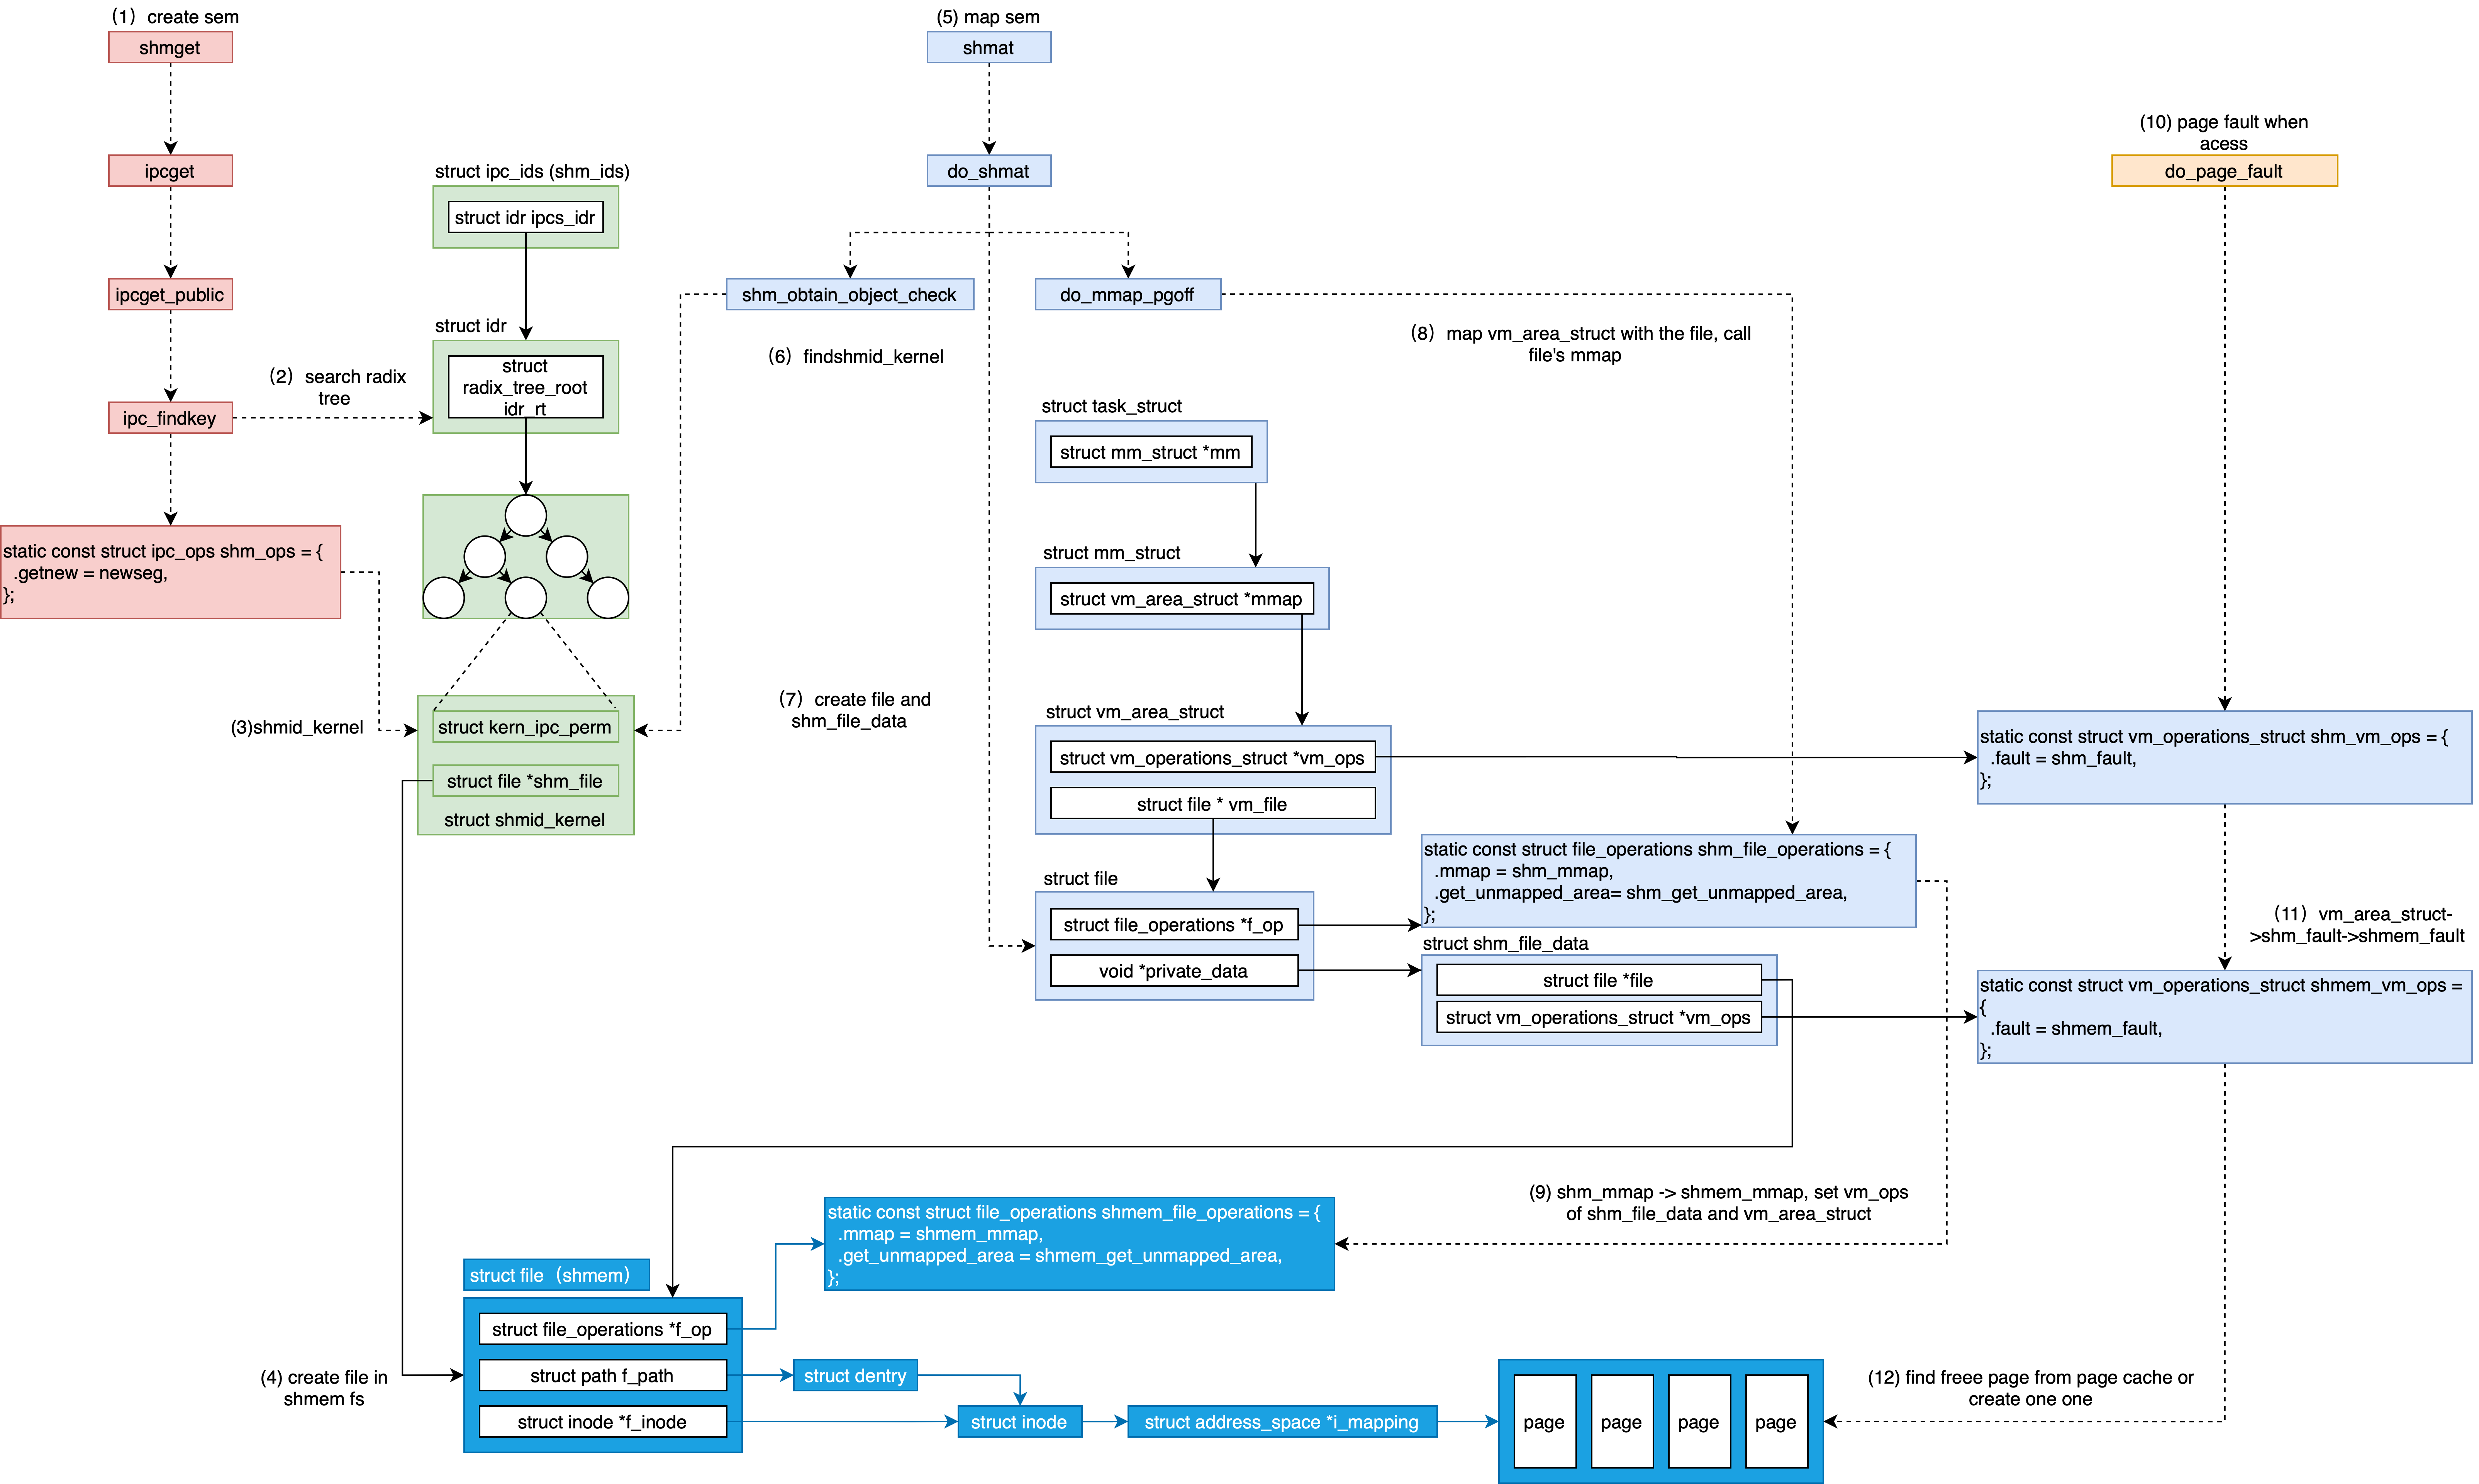 （1）create sem
shmget
ipcget
ipcget_public
ipc_findkey
（2）search radix
tree
static const struct ipc_ops shm_ops = {
.getnew = newseg,
};
struct ipc_ids (shm_ids)
struct idr ipcs_idr
struct idr
struct
radix_tree_root
idr_rt
(3)shmid_kernel
struct kern_ipc_perm
struct file *shm_file
struct shmid_kernel
(5) map sem
shmat
do_shmat
shm_obtain_object_check
do_mmap_pgoff
（6）findshmid_kernel
（7）create file and
shm_file_data
（8）map vm_area_struct with the file, call
file's mmap
struct task_struct
struct mm_struct *mm
struct mm_struct
struct vm_area_struct *mmap
struct vm_area_struct
struct vm_operations_struct *vm_ops
struct file * vm_file
struct file
struct file_operations *f_op
void *private_data
static const struct file_operations shm_file_operations = {
.mmap = shm_mmap,
.get_unmapped_area= shm_get_unmapped_area,
};
struct shm_file_data
struct file *file
struct vm_operations_struct *vm_ops
(10) page fault when
acess
do_page_fault
static const struct vm_operations_struct shm_vm_ops = {
.fault = shm_fault,
};
（11）vm_area_struct-
>shm_fault->shmem_fault
static const struct vm_operations_struct shmem_vm_ops =
{
.fault = shmem_fault,
};
(9) shm_mmap -> shmem_mmap, set vm_ops
of shm_file_data and vm_area_struct
static const struct file_operations shmem_file_operations = {
.mmap = shmem_mmap,
.get_unmapped_area = shmem_get_unmapped_area,
};
struct file（shmem）
struct file_operations *f_op
struct path f_path
struct inode *f_inode
(4) create file in
shmem fs
struct dentry
struct inode
struct address_space *i_mapping
page
page
page
page
(12) find freee page from page cache or
create one one